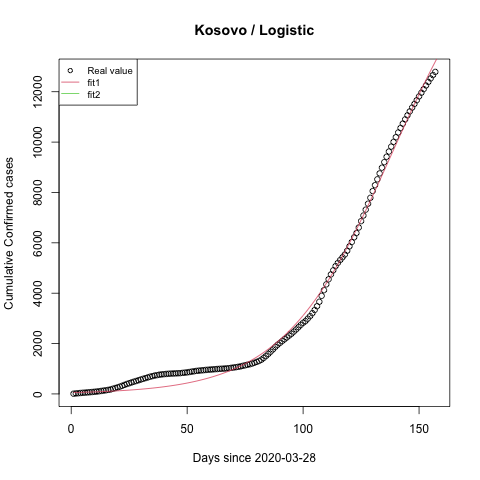 Kosovo / Logistic
Real value
fit1
fit2
Cumulative Confirmed cases
0
2000
4000
6000
8000
10000
12000
0 50 100 150
Days since 2020-03-28